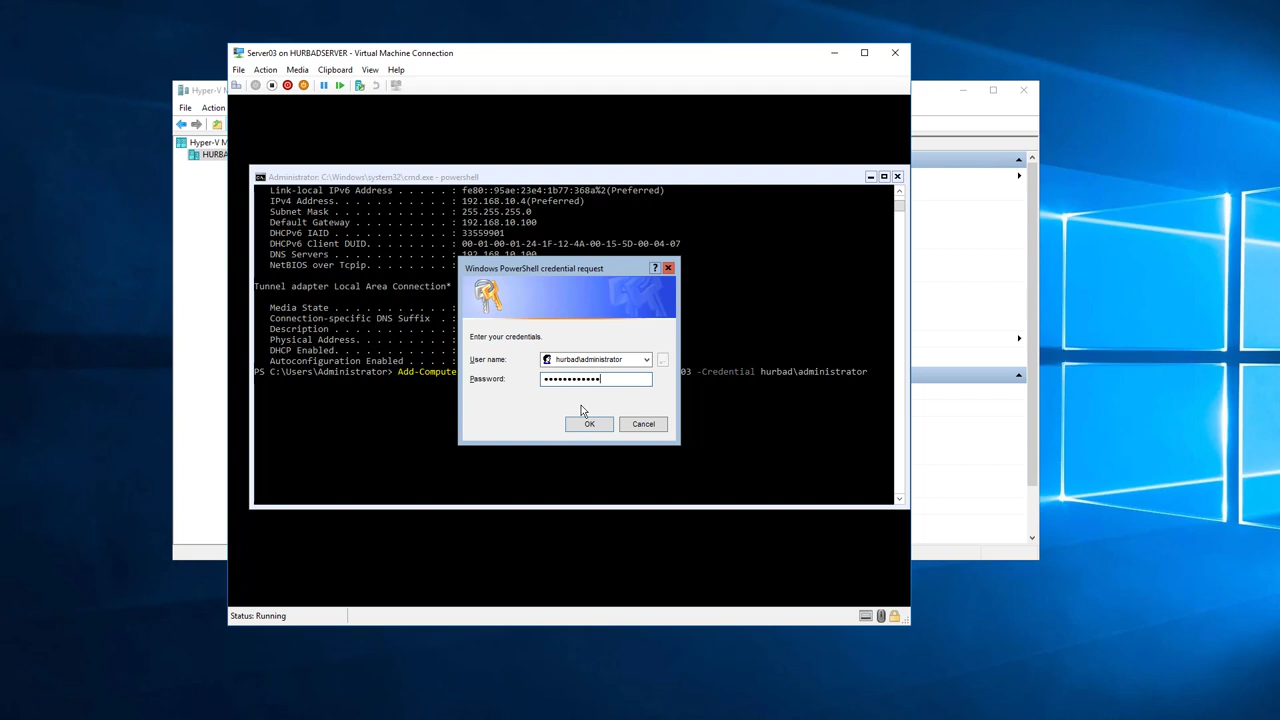 Server03 on HURBADSERVER - Virtual Machine Connection
File Action Media Clipboard View Help
Hyper-V M
File Action
Hyper-V M
HURBA
Administrator: C:\Windows\system32\cmd.exe - powershell
Link-local IPv6 Address . . . . . : fe80::95ae:23e4:1b77:368a%2(Preferred)
IPv4 Address. . . . . . . . . . . : 192.168.10.4(Preferred)
Subnet Mask . . . . . . . . . . . : 255.255.255.0
Default Gateway . . . . . . . . . : 192.168.10.100
DHCPv6 IAID . . . . . . . . . . . : 33559901
DHCPv6 Client DUID. . . . . . . . : 00-01-00-01-24-1F-12-4A-00-15-5D-00-04-07
DNS Servers . . . . . . . . . . . : 192.168.10.100
NetBIOS over Tcpip. . . . . . . . :
Tunnel adapter Local Area Connection*
Media State . . . . . . . . . . . :
Connection-specific DNS Suffix  . :
Description . . . . . . . . . . . :
Physical Address. . . . . . . . . :
DHCP Enabled. . . . . . . . . . . :
Autoconfiguration Enabled . . . . :
PS C:\Users\Administrator> Add-Compute 03 -Credential hurbad\administrator
Windows PowerShell credential request
Enter your credentials.
User name: hurbad\administrator
Password: ••••••••••••
OK Cancel
Status: Running